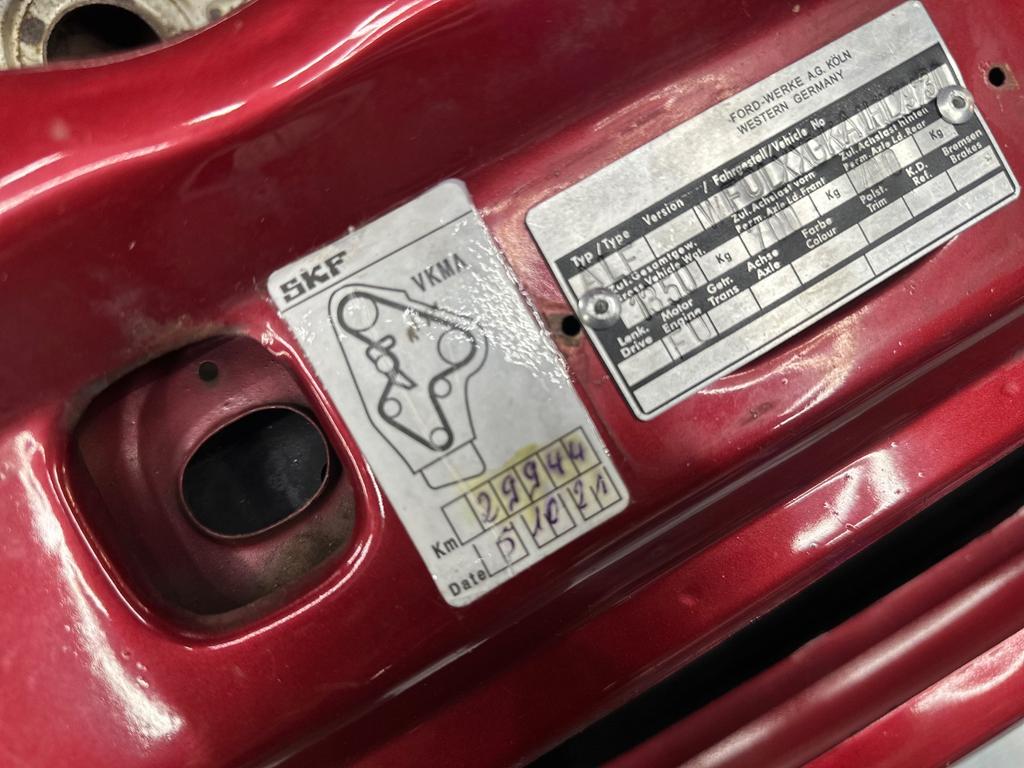 SKF
VKMA
Km 29944
Date 5 10 21
FORD-WERKE A.G. KÖLN
WESTERN GERMANY
Typ/Type Version / Fahrgestell/Vehicle No
Zul. Gesamtgew. Zul. Achslast vorn Zul. Achslast hinten
Gross Vehicle Wgt. Kg Perm. Axle Ld. Front Kg Perm. Axle Ld. Rear Kg
1350
Lenk. Motor Getr. Achse Farbe Polst. K.D. Bremsen
Drive Engine Trans Axle Colour Trim Ref. Brakes